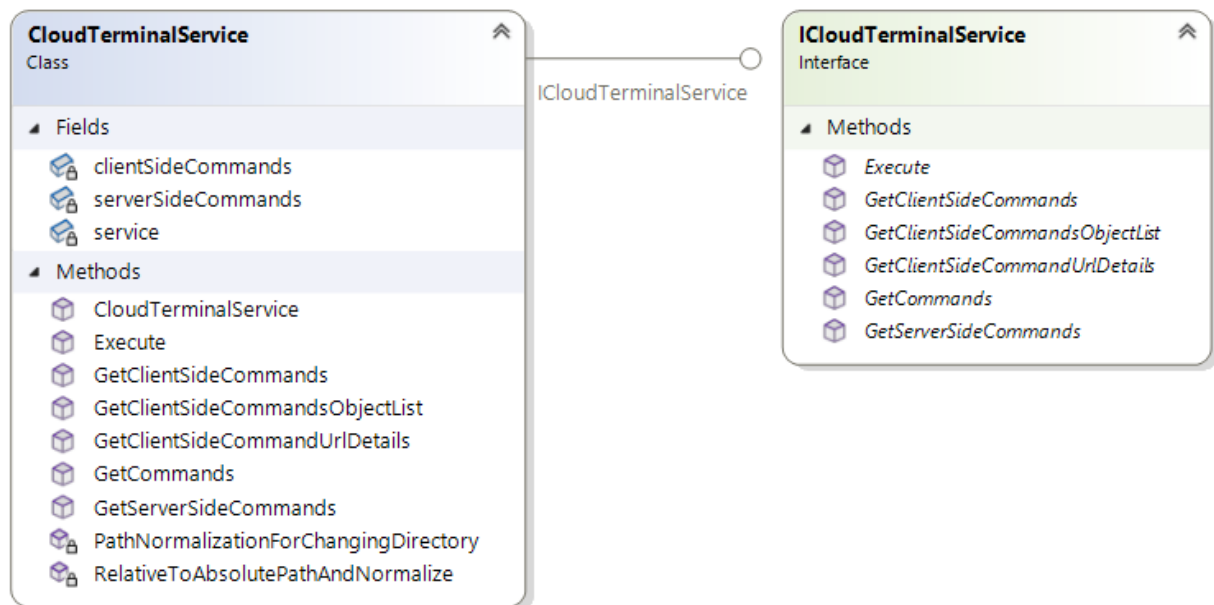 CloudTerminalService
Class
Fields
clientSideCommands
serverSideCommands
service
Methods
CloudTerminalService
Execute
GetClientSideCommands
GetClientSideCommandsObjectList
GetClientSideCommandUrlDetails
GetCommands
GetServerSideCommands
PathNormalizationForChangingDirectory
RelativeToAbsolutePathAndNormalize
ICloudTerminalService
ICloudTerminalService
Interface
Methods
Execute
GetClientSideCommands
GetClientSideCommandsObjectList
GetClientSideCommandUrlDetails
GetCommands
GetServerSideCommands